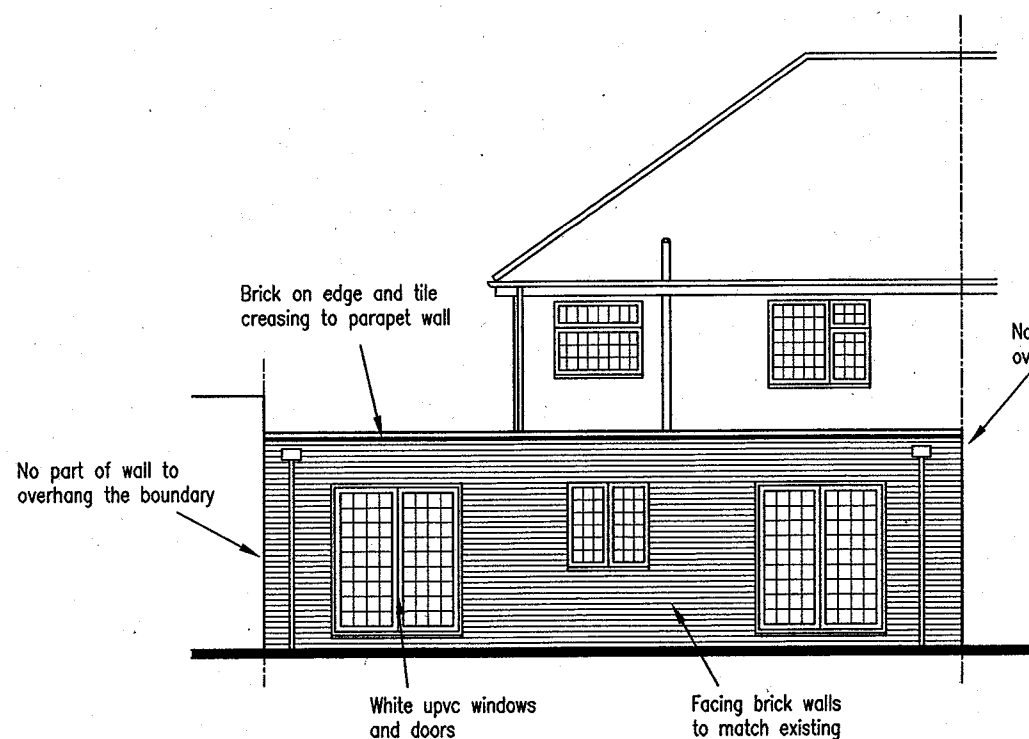 Brick on edge and tile
creasing to parapet wall
No part of wall to
overhang the boundary
White upvc windows
and doors
Facing brick walls
to match existing